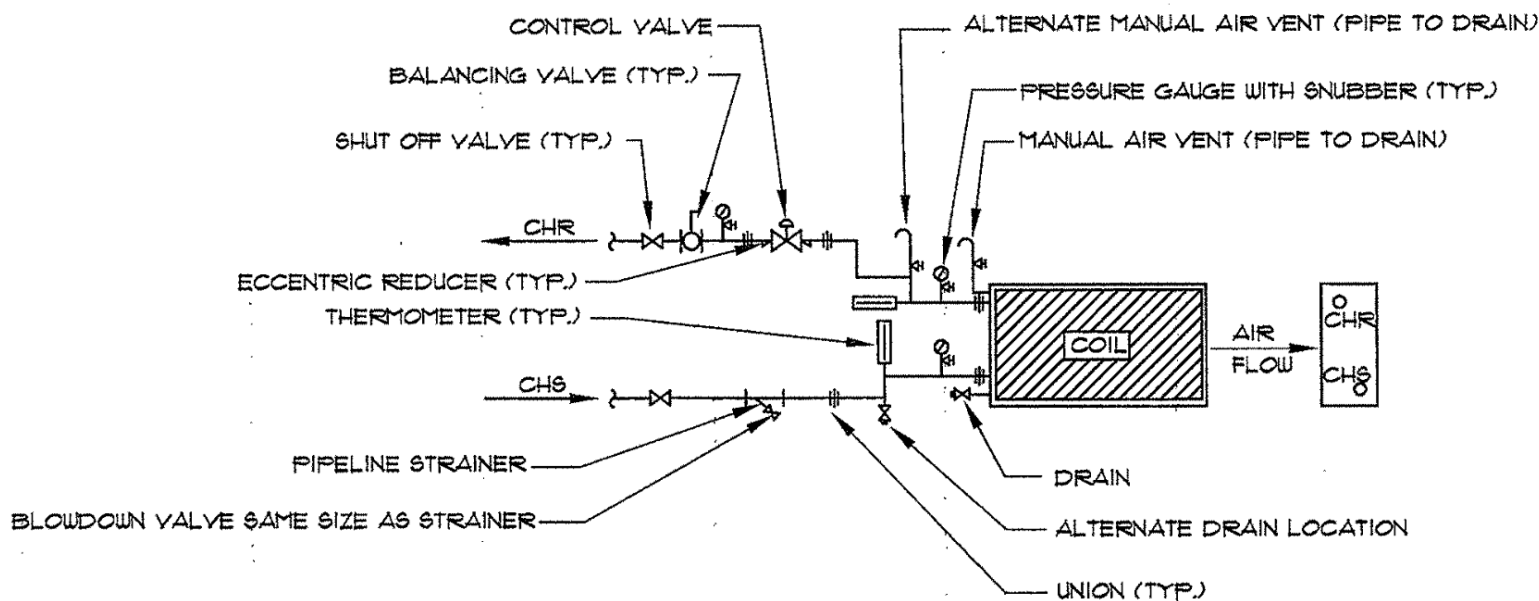 CONTROL VALVE
ALTERNATE MANUAL AIR VENT (PIPE TO DRAIN)
BALANCING VALVE (TYP.)
PRESSURE GAUGE WITH SNUBBER (TYP.)
SHUT OFF VALVE (TYP.)
MANUAL AIR VENT (PIPE TO DRAIN)
CHR
ECCENTRIC REDUCER (TYP.)
THERMOMETER (TYP.)
COIL
AIR
FLOW
CHR
CHS
CHS
PIPELINE STRAINER
DRAIN
BLOWDOWN VALVE SAME SIZE AS STRAINER
ALTERNATE DRAIN LOCATION
UNION (TYP.)